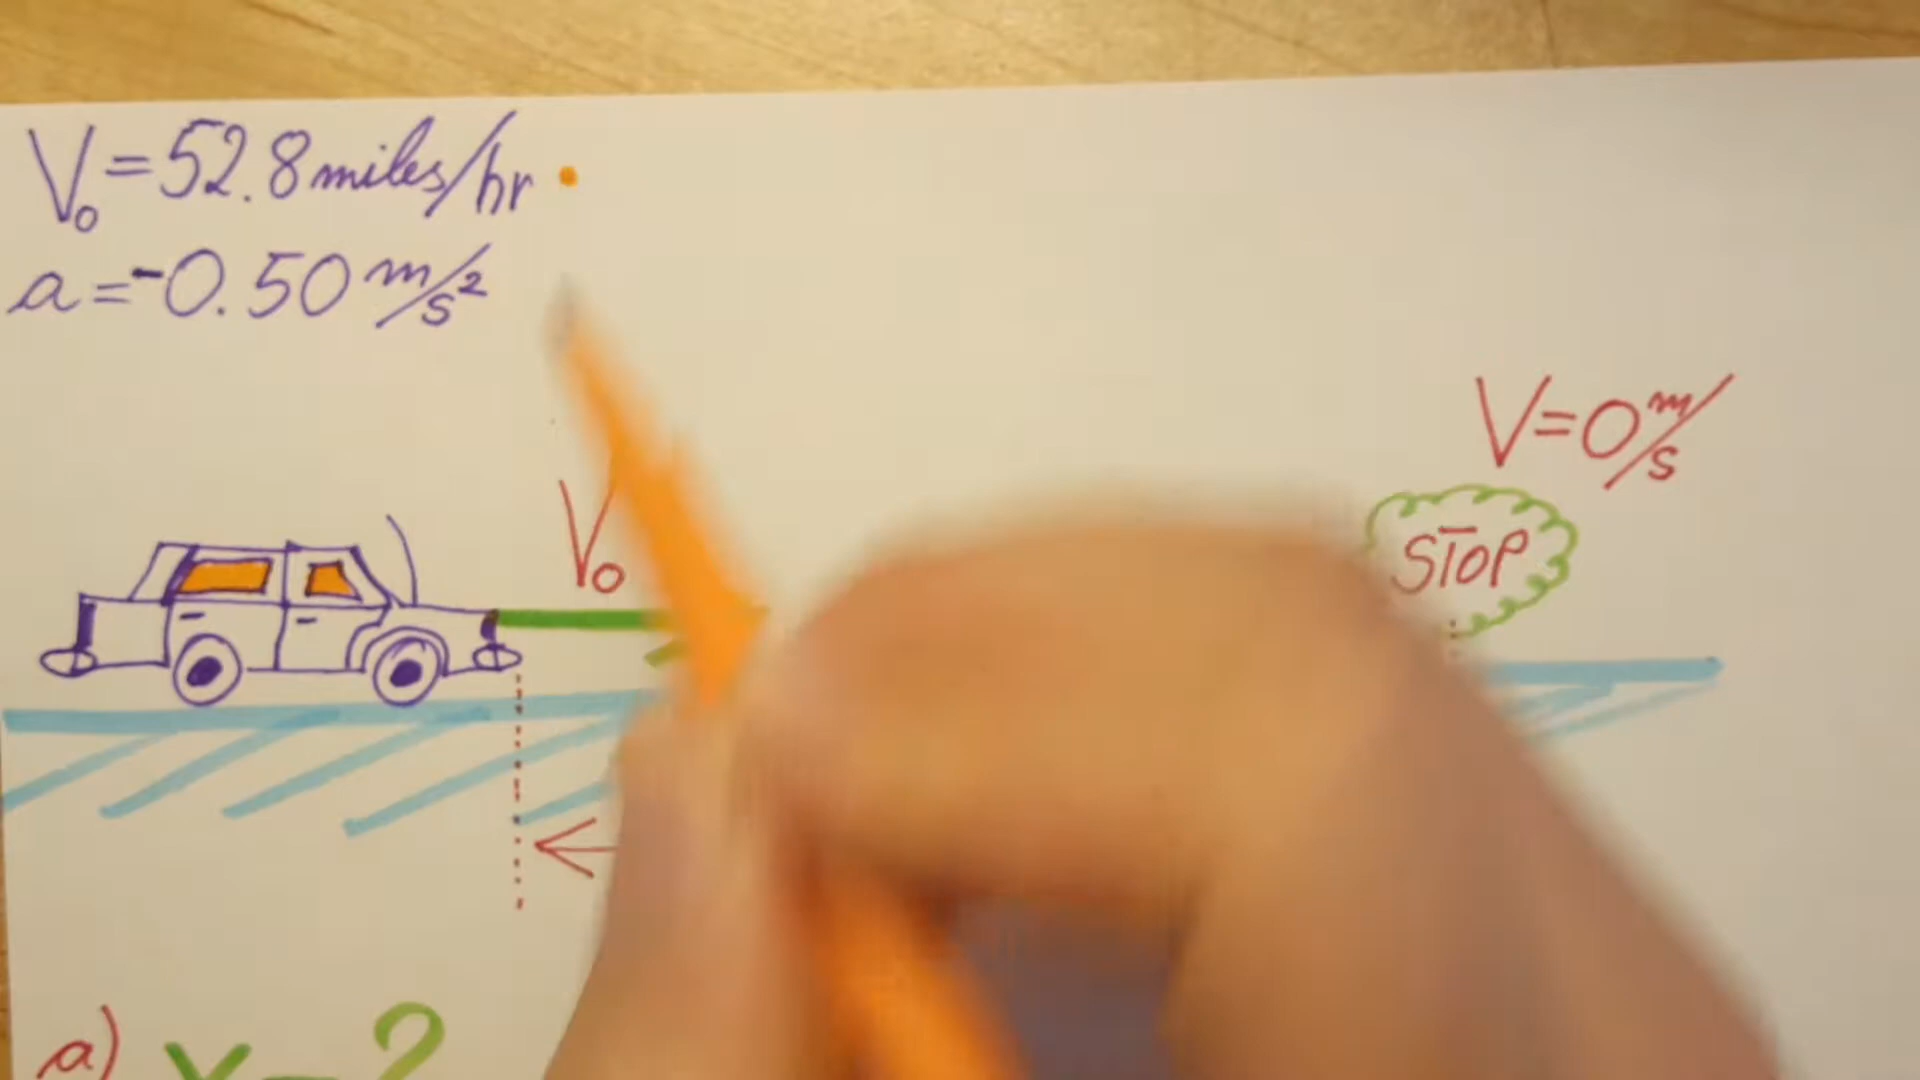 V₀=52.8 miles/hr ·
a=-0.50 m/s²
V=0 m/s
V₀
STOP
a) X=?